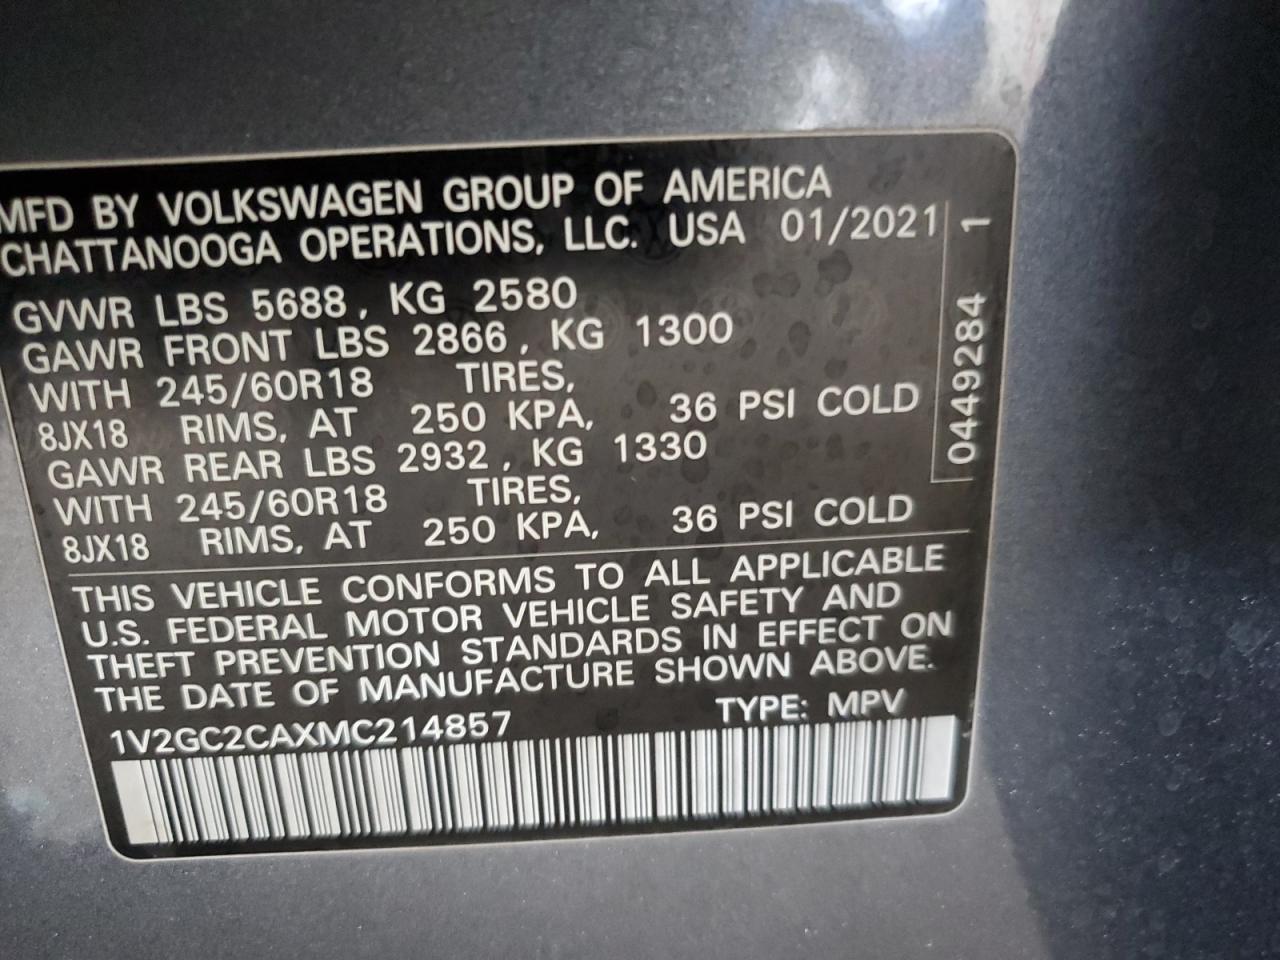 MFD BY VOLKSWAGEN GROUP OF AMERICA
CHATTANOOGA OPERATIONS, LLC. USA 01/2021
GVWR LBS 5688, KG 2580
GAWR FRONT LBS 2866, KG 1300
WITH 245/60R18 TIRES,
8JX18 RIMS, AT 250 KPA, 36 PSI COLD
GAWR REAR LBS 2932, KG 1330
WITH 245/60R18 TIRES,
8JX18 RIMS, AT 250 KPA, 36 PSI COLD
0449284 1
THIS VEHICLE CONFORMS TO ALL APPLICABLE
U.S. FEDERAL MOTOR VEHICLE SAFETY AND
THEFT PREVENTION STANDARDS IN EFFECT ON
THE DATE OF MANUFACTURE SHOWN ABOVE.
1V2GC2CAXMC214857 TYPE: MPV